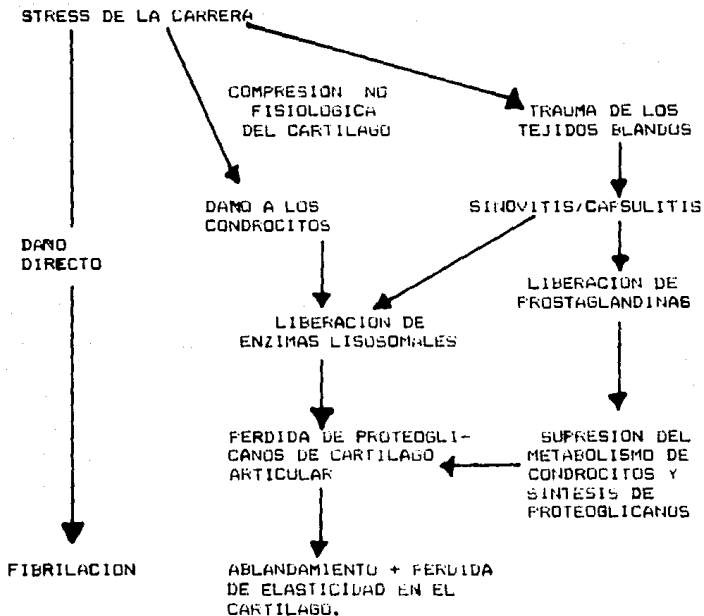 STRESS DE LA CARRERA
COMPRESION NO
FISIOLOGICA
DEL CARTILAGO
TRAUMA DE LOS
TEJIDOS BLANDOS
DAÑO A LOS
CONDROCITOS
SINOVITIS/CAPSULITIS
DAÑO
DIRECTO
LIBERACION DE
PROSTAGLANDINAS
LIBERACION DE
ENZIMAS LISOSOMALES
PERDIDA DE PROTEOGLI-
CANOS DE CARTILAGO
ARTICULAR
SUPRESION DEL
METABOLISMO DE
CONDROCITOS Y
SINTESIS DE
PROTEOGLICANOS
FIBRILACION
ABLANDAMIENTO + PERDIDA
DE ELASTICIDAD EN EL
CARTILAGO.